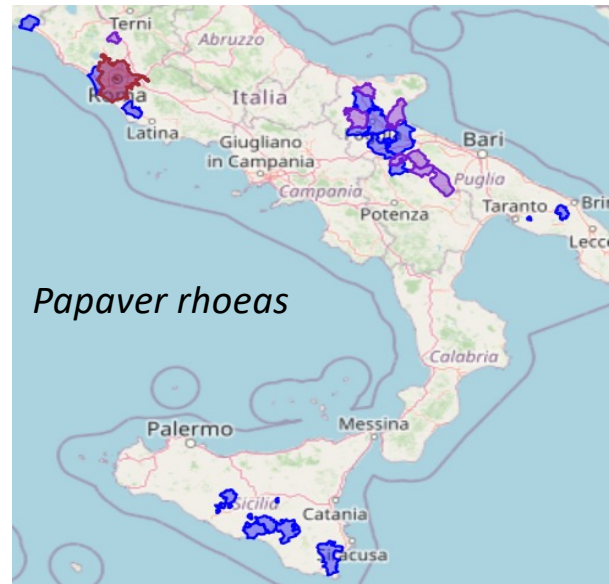 Terni
Abruzzo
Roma
Italia
Latina
Giugliano
in Campania
Campania
Bari
Puglia
Potenza
Taranto
Brin
Lecce
Papaver rhoeas
Calabria
Messina
Palermo
Sicilia
Catania
Siracusa